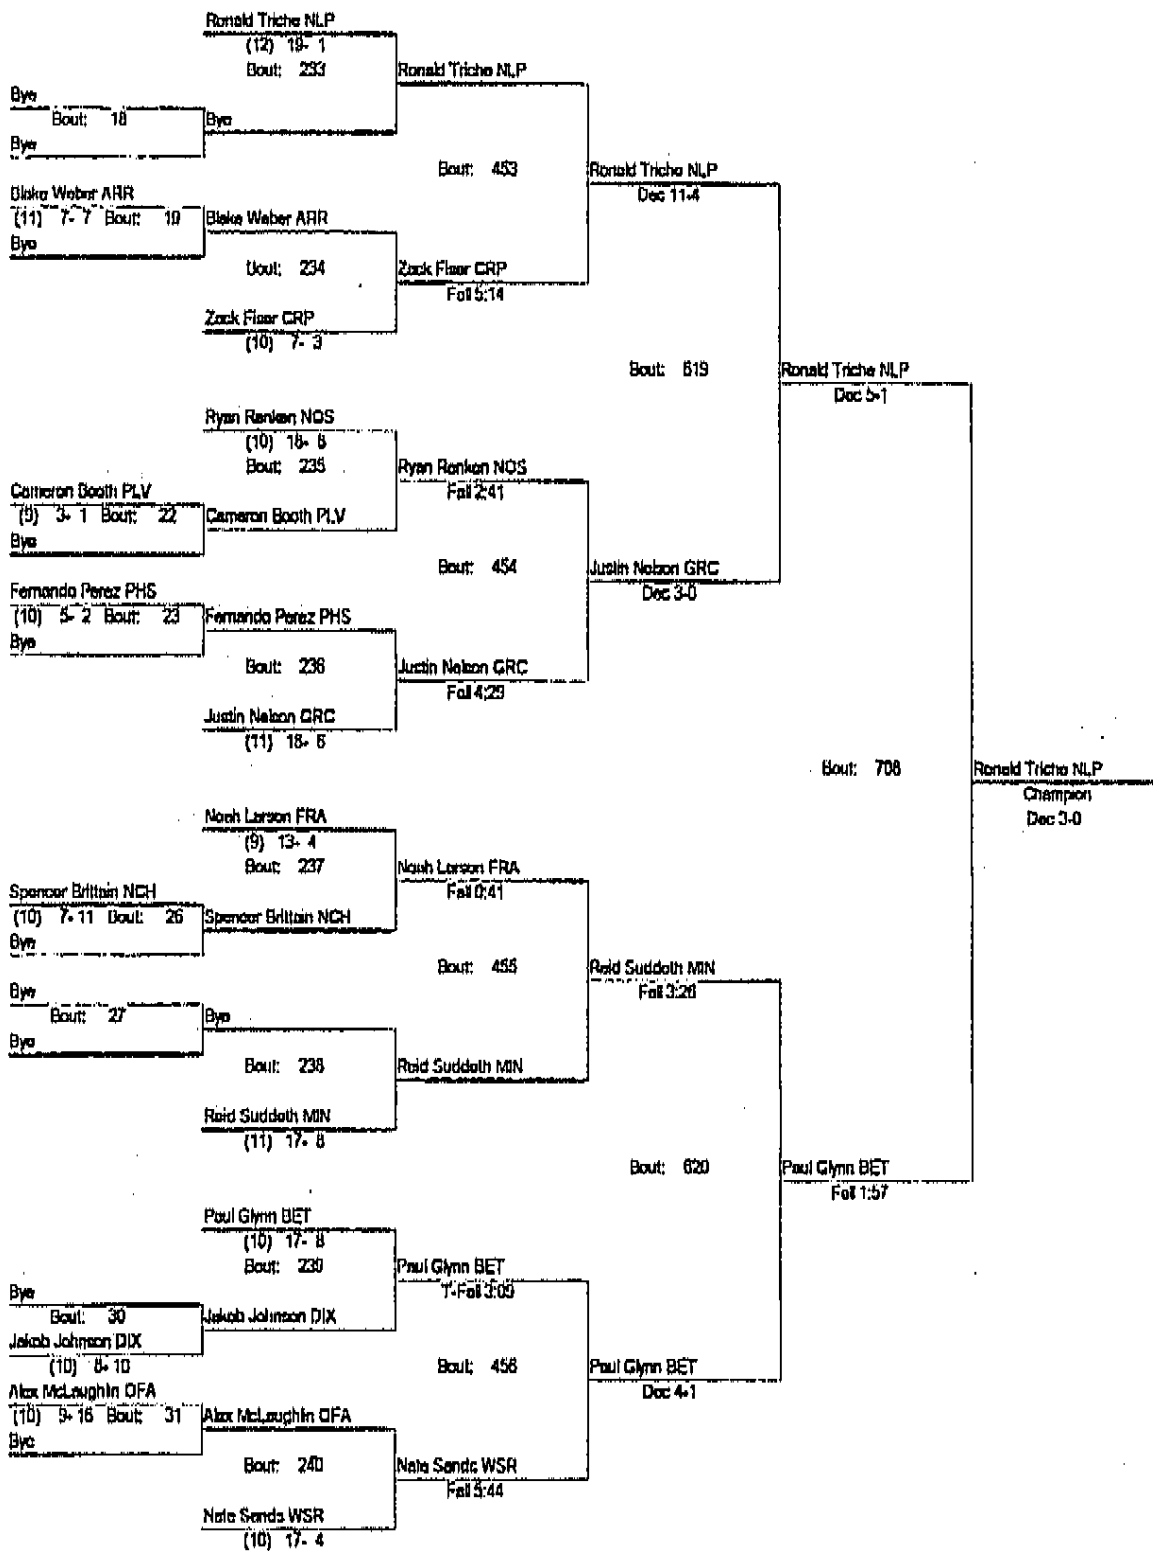 Ronald Triche NLP
(12) 19- 1
Bout: 233
Ronald Triche NLP
Bye
Bout: 18
Bye
Bye
Bout: 453
Ronald Triche NLP
Dec 11-4
Blake Weber ARR
(11) 7- 7 Bout: 19
Blake Weber ARR
Bye
Bout: 234
Zack Fiser CRP
Fall 5:14
Zack Fiser CRP
(10) 7- 3
Bout: 619
Ronald Triche NLP
Dec 5-1
Ryan Ranken NOS
(10) 18- 8
Bout: 235
Ryan Ranken NOS
Fall 2:41
Cameron Booth PLV
(9) 3- 1 Bout: 22
Cameron Booth PLV
Bye
Bout: 454
Justin Nelson GRC
Dec 3-0
Fernando Perez PHS
(10) 5- 2 Bout: 23
Fernando Perez PHS
Bye
Bout: 236
Justin Nelson GRC
Fall 4:29
Justin Nelson GRC
(11) 18- 6
Bout: 708
Ronald Triche NLP
Champion
Dec 3-0
Noah Larson FRA
(9) 13- 4
Bout: 237
Noah Larson FRA
Fall 0:41
Spencer Brittain NCH
(10) 7-11 Bout: 26
Spencer Brittain NCH
Bye
Bout: 455
Reid Suddoth MIN
Fall 3:26
Bye
Bout: 27
Bye
Bye
Bout: 238
Reid Suddoth MIN
Reid Suddoth MIN
(11) 17- 8
Bout: 620
Paul Glynn BET
Fall 1:57
Paul Glynn BET
(10) 17- 8
Bout: 239
Paul Glynn BET
T-Fall 3:09
Bye
Bout: 30
Jakob Johnson DIX
Jakob Johnson DIX
(10) 8-10
Bout: 456
Paul Glynn BET
Dec 4-1
Alex McLaughlin OFA
(10) 9-16 Bout: 31
Alex McLaughlin OFA
Bye
Bout: 240
Nate Sands WSR
Fall 5:44
Nate Sands WSR
(10) 17- 4